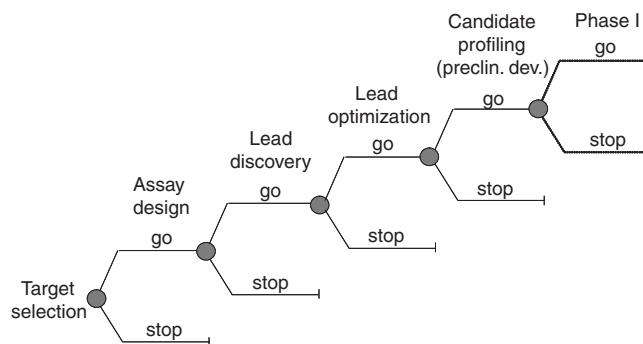 Candidate
profiling
(preclin. dev.)
Phase I
go
stop
Lead
optimization
go
stop
Lead
discovery
go
stop
Assay
design
go
stop
Target
selection
go
stop